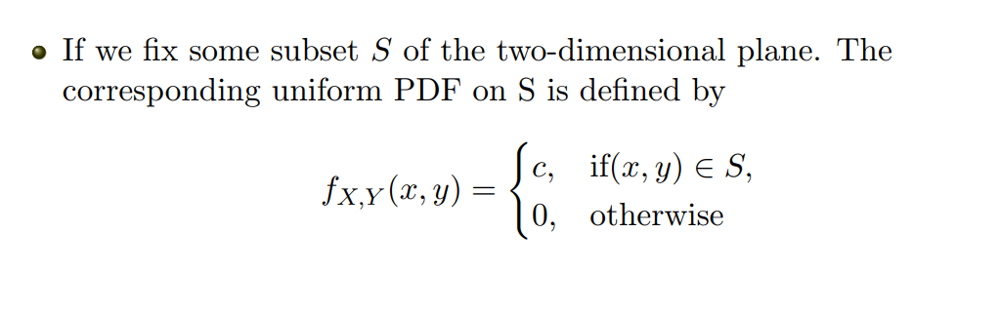 If we fix some subset S of the two-dimensional plane. The
corresponding uniform PDF on S is defined by
f_{X,Y}(x, y) = { c, if(x, y) ∈ S,
0, otherwise